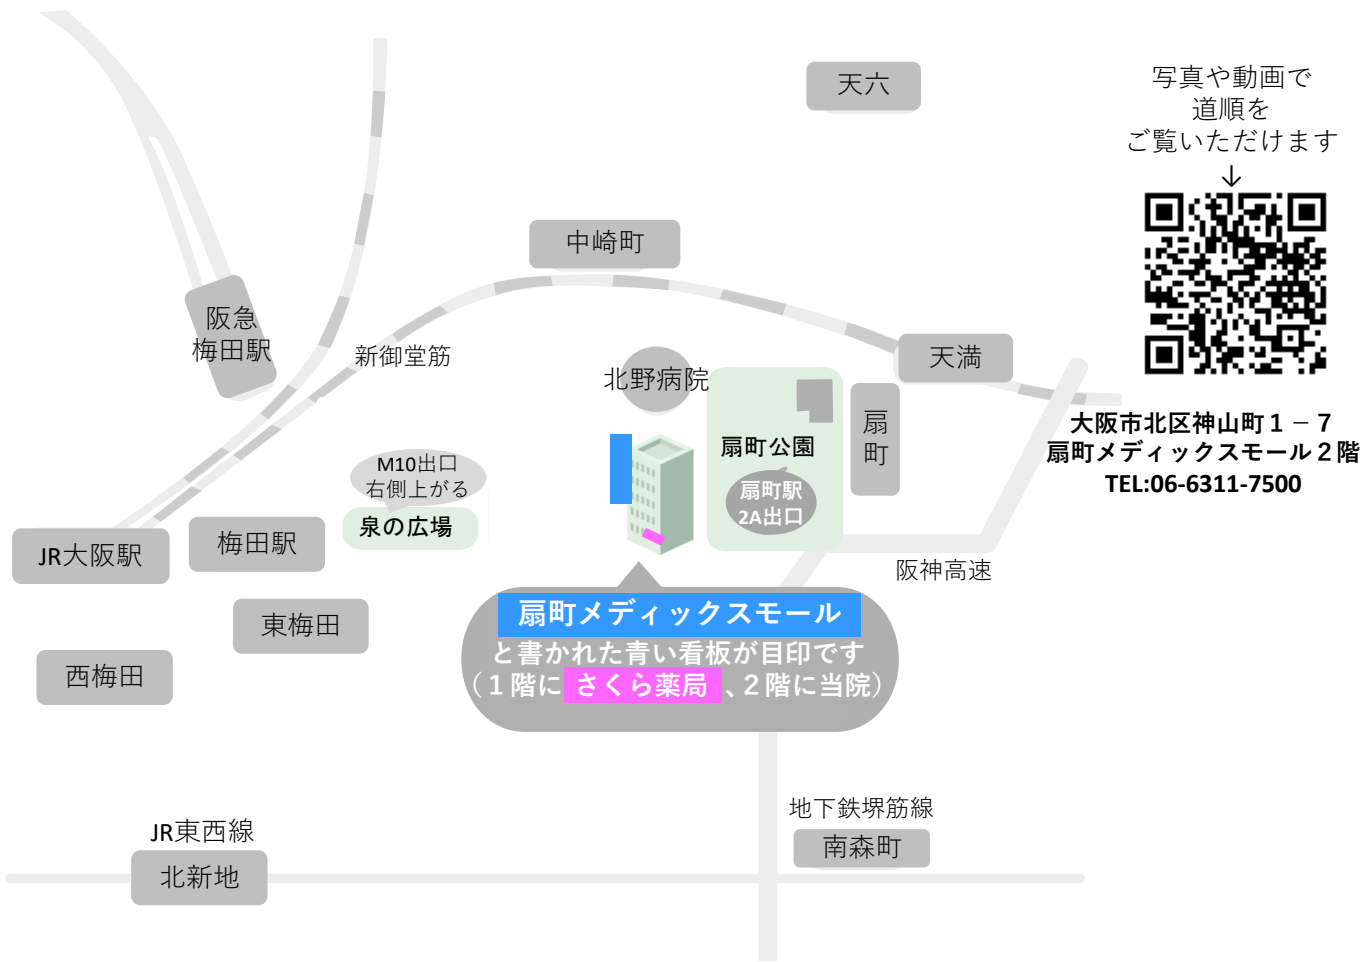 天六
写真や動画で
道順を
ご覧いただけます
↓
中崎町
阪急
梅田駅
新御堂筋
北野病院
天満
扇町公園
扇町
扇町駅
2A出口
大阪市北区神山町１－７
扇町メディックスモール２階
TEL:06-6311-7500
M10出口
右側上がる
泉の広場
JR大阪駅
梅田駅
阪神高速
東梅田
西梅田
扇町メディックスモール
と書かれた青い看板が目印です
（１階に さくら薬局 、２階に当院）
地下鉄堺筋線
南森町
JR東西線
北新地